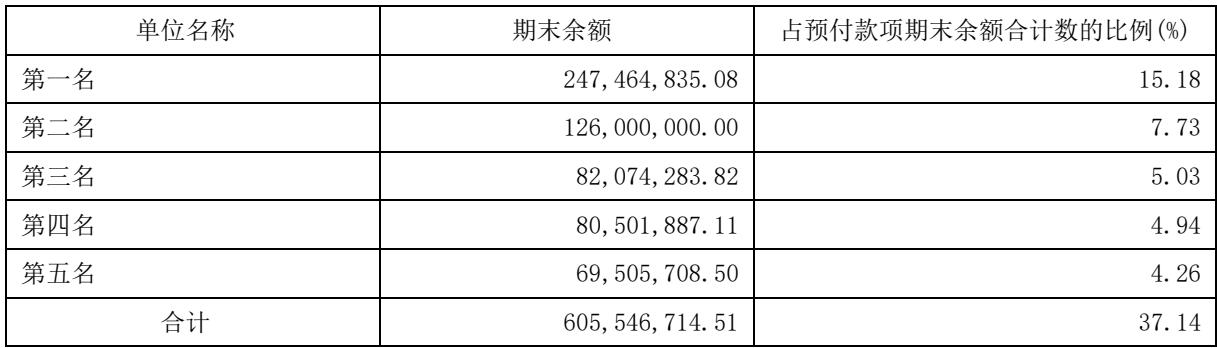 单位名称 期末余额 占预付款项期末余额合计数的比例(%)
第一名 247,464,835.08 15.18
第二名 126,000,000.00 7.73
第三名 82,074,283.82 5.03
第四名 80,501,887.11 4.94
第五名 69,505,708.50 4.26
合计 605,546,714.51 37.14